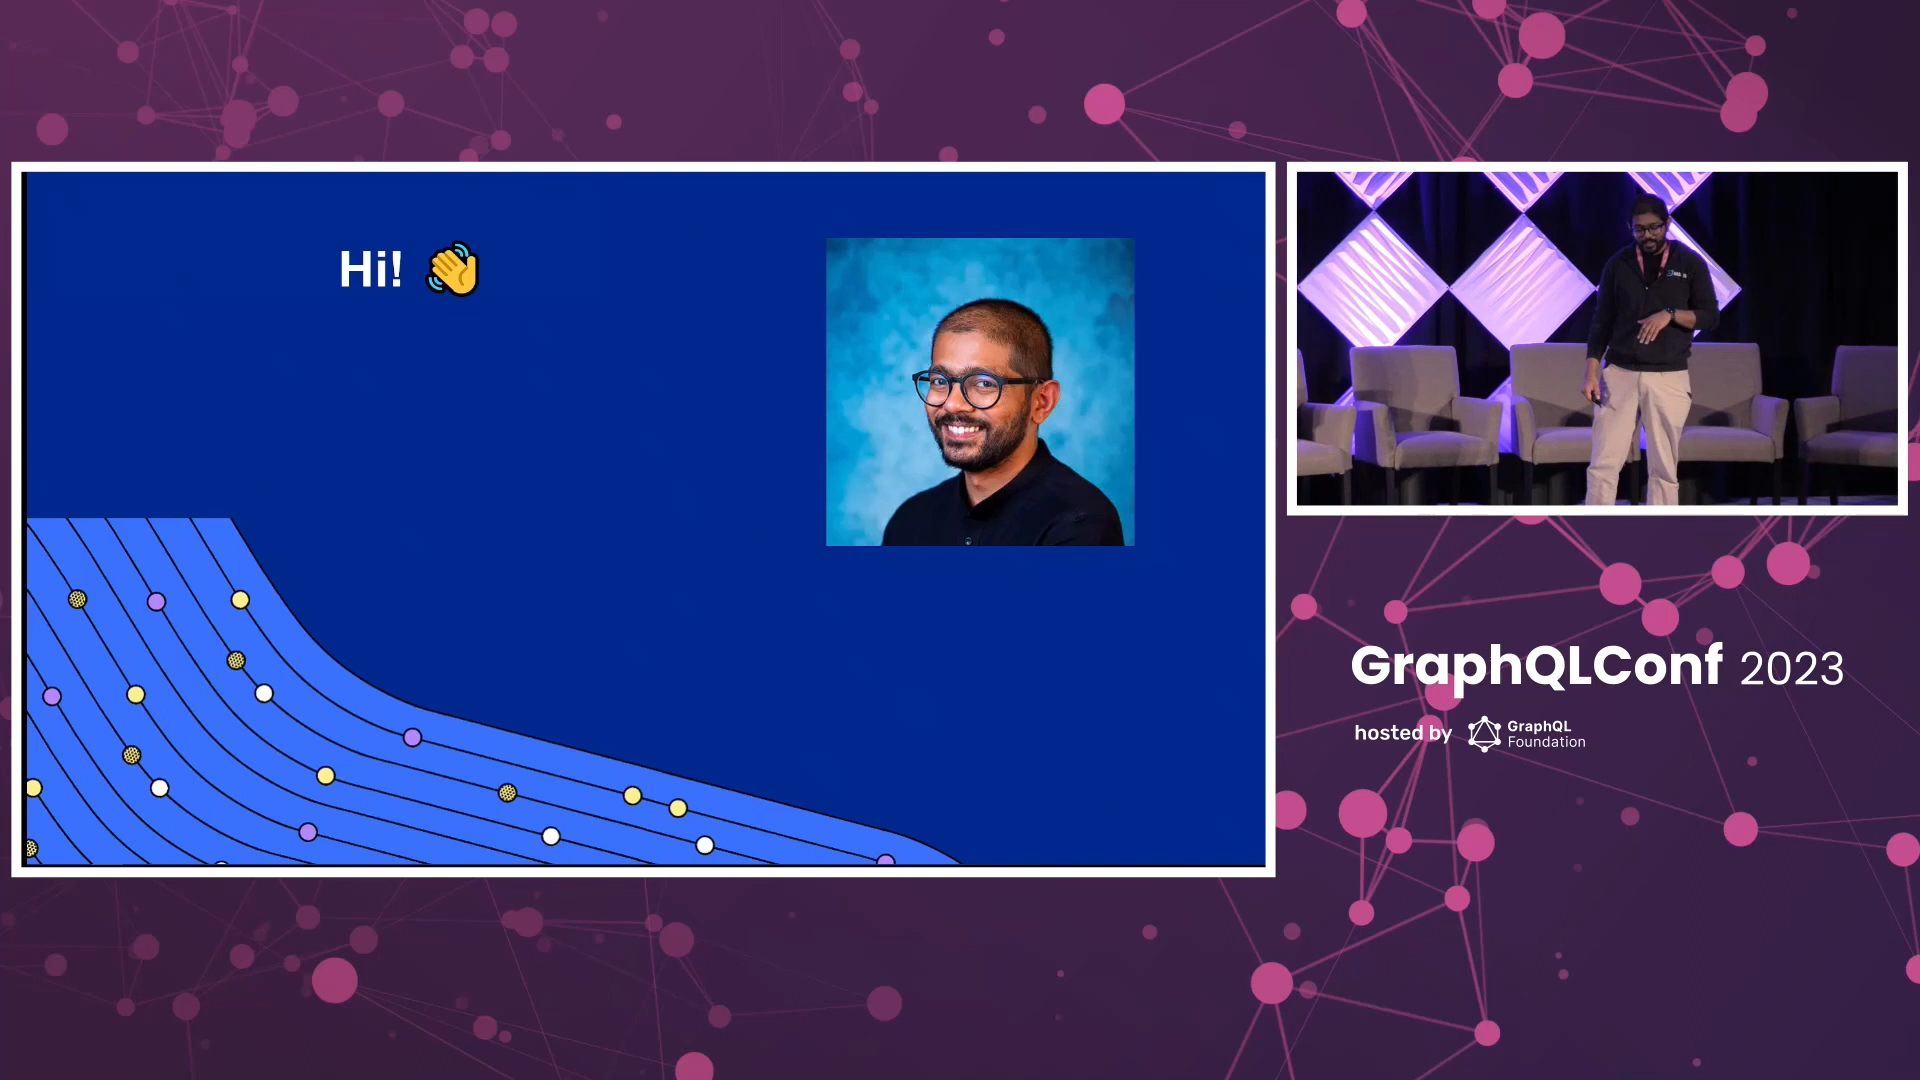 Hi! 👋
GraphQLConf 2023
hosted by
GraphQL
Foundation